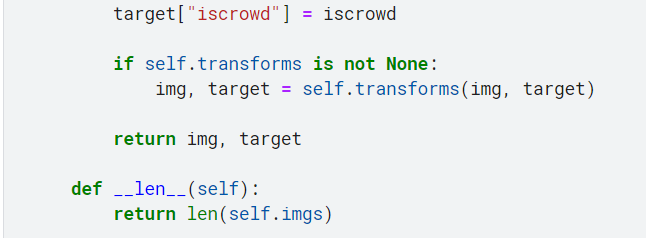 target["iscrowd"] = iscrowd
if self.transforms is not None:
img, target = self.transforms(img, target)
return img, target
def __len__(self):
return len(self.imgs)